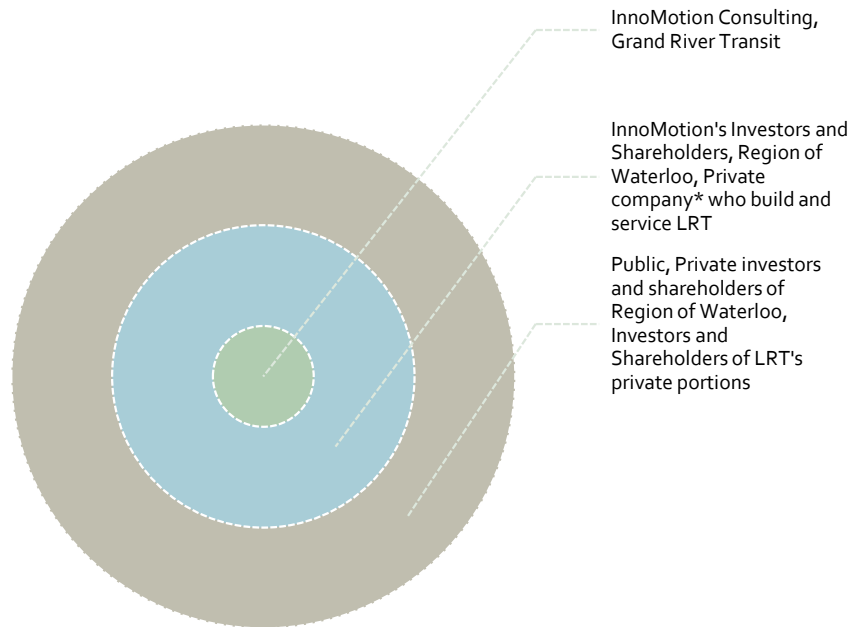 InnoMotion Consulting,
Grand River Transit
InnoMotion's Investors and
Shareholders, Region of
Waterloo, Private
company* who build and
service LRT
Public, Private investors
and shareholders of
Region of Waterloo,
Investors and
Shareholders of LRT's
private portions